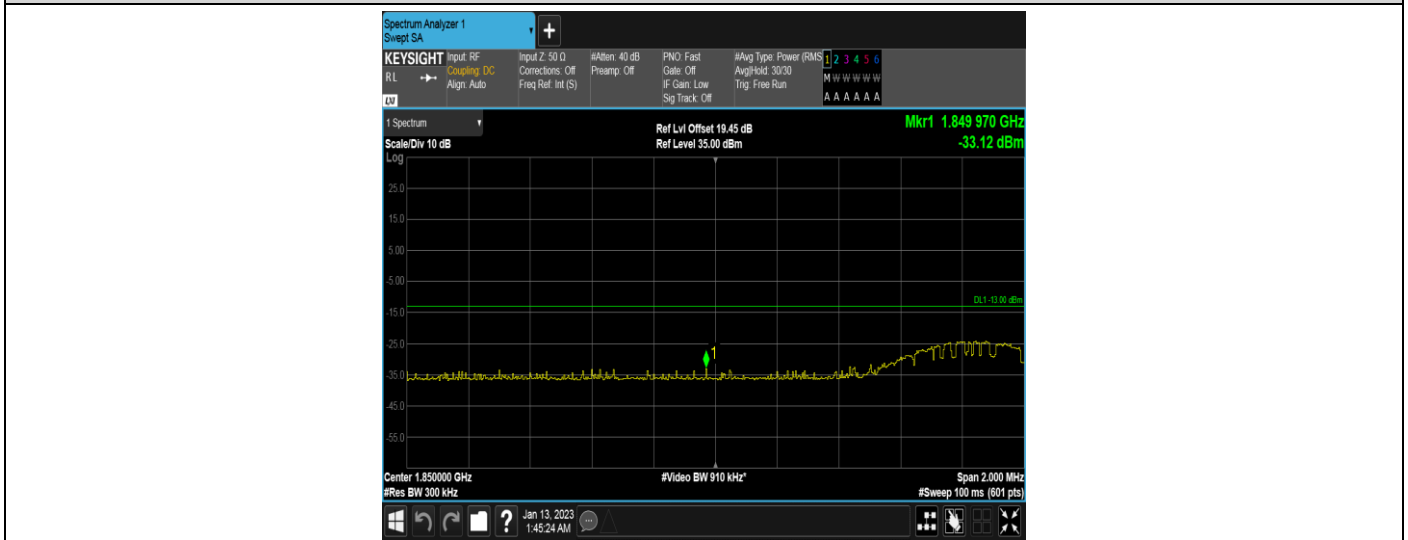 Spectrum Analyzer 1
Swept SA
+
KEYSIGHT
RL
LXI
Input: RF
Coupling: DC
Align: Auto
Input Z: 50 Ω
Corrections: Off
Freq Ref: Int (S)
#Atten: 40 dB
Preamp: Off
PNO: Fast
Gate: Off
IF Gain: Low
Sig Track: Off
#Avg Type: Power (RMS
Avg|Hold: 30/30
Trig: Free Run
1 2 3 4 5 6
M W W W W W
A A A A A A
1 Spectrum
Scale/Div 10 dB
Log
Ref Lvl Offset 19.45 dB
Ref Level 35.00 dBm
Mkr1 1.849 970 GHz
-33.12 dBm
25.0
15.0
5.00
-5.00
DL1 -13.00 dBm
-15.0
-25.0
1
-35.0
-45.0
-55.0
Center 1.850000 GHz
#Res BW 300 kHz
#Video BW 910 kHz*
Span 2.000 MHz
#Sweep 100 ms (601 pts)
?
Jan 13, 2023
1:45:24 AM